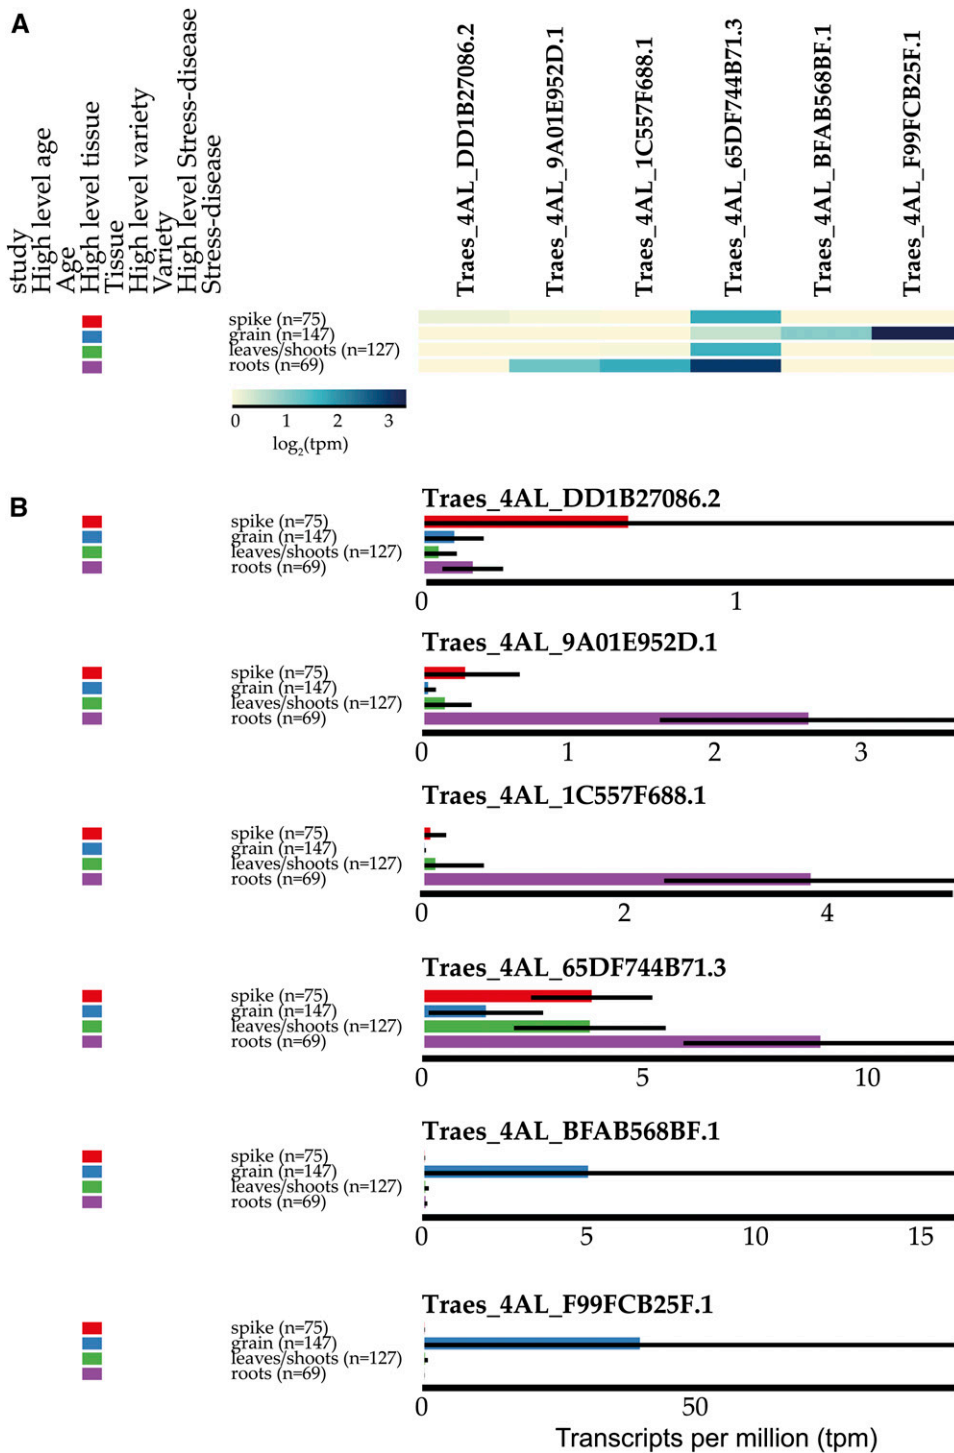 A
study
High level age
Age
High level tissue
Tissue
High level variety
Variety
High level Stress-disease
Stress-disease
Traes_4AL_DD1B27086.2
Traes_4AL_9A01E952D.1
Traes_4AL_1C557F688.1
Traes_4AL_65DF744B71.3
Traes_4AL_BFAB568BF.1
Traes_4AL_F99FCB25F.1
spike (n=75)
grain (n=147)
leaves/shoots (n=127)
roots (n=69)
0 1 2 3
log2(tpm)
B
Traes_4AL_DD1B27086.2
spike (n=75)
grain (n=147)
leaves/shoots (n=127)
roots (n=69)
0 1
Traes_4AL_9A01E952D.1
spike (n=75)
grain (n=147)
leaves/shoots (n=127)
roots (n=69)
0 1 2 3
Traes_4AL_1C557F688.1
spike (n=75)
grain (n=147)
leaves/shoots (n=127)
roots (n=69)
0 2 4
Traes_4AL_65DF744B71.3
spike (n=75)
grain (n=147)
leaves/shoots (n=127)
roots (n=69)
0 5 10
Traes_4AL_BFAB568BF.1
spike (n=75)
grain (n=147)
leaves/shoots (n=127)
roots (n=69)
0 5 10 15
Traes_4AL_F99FCB25F.1
spike (n=75)
grain (n=147)
leaves/shoots (n=127)
roots (n=69)
0 50
Transcripts per million (tpm)